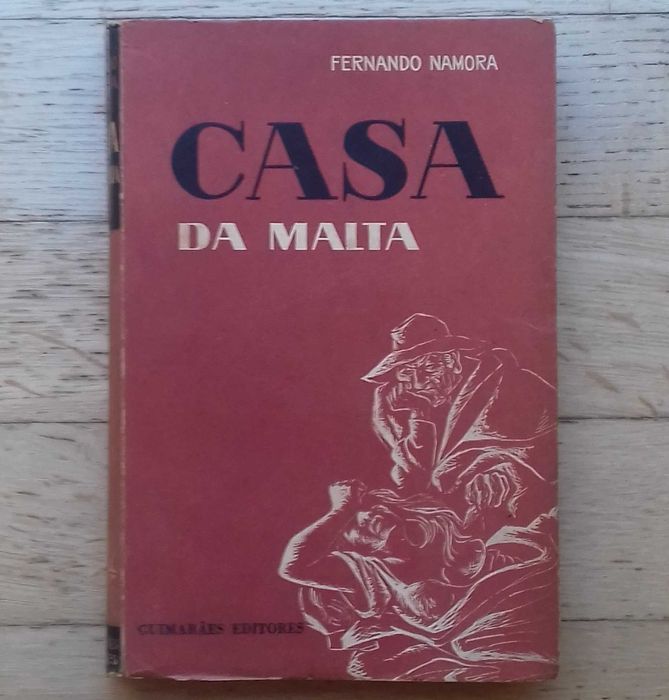 FERNANDO NAMORA
CASA
DA MALTA
GUIMARÃES EDITORES